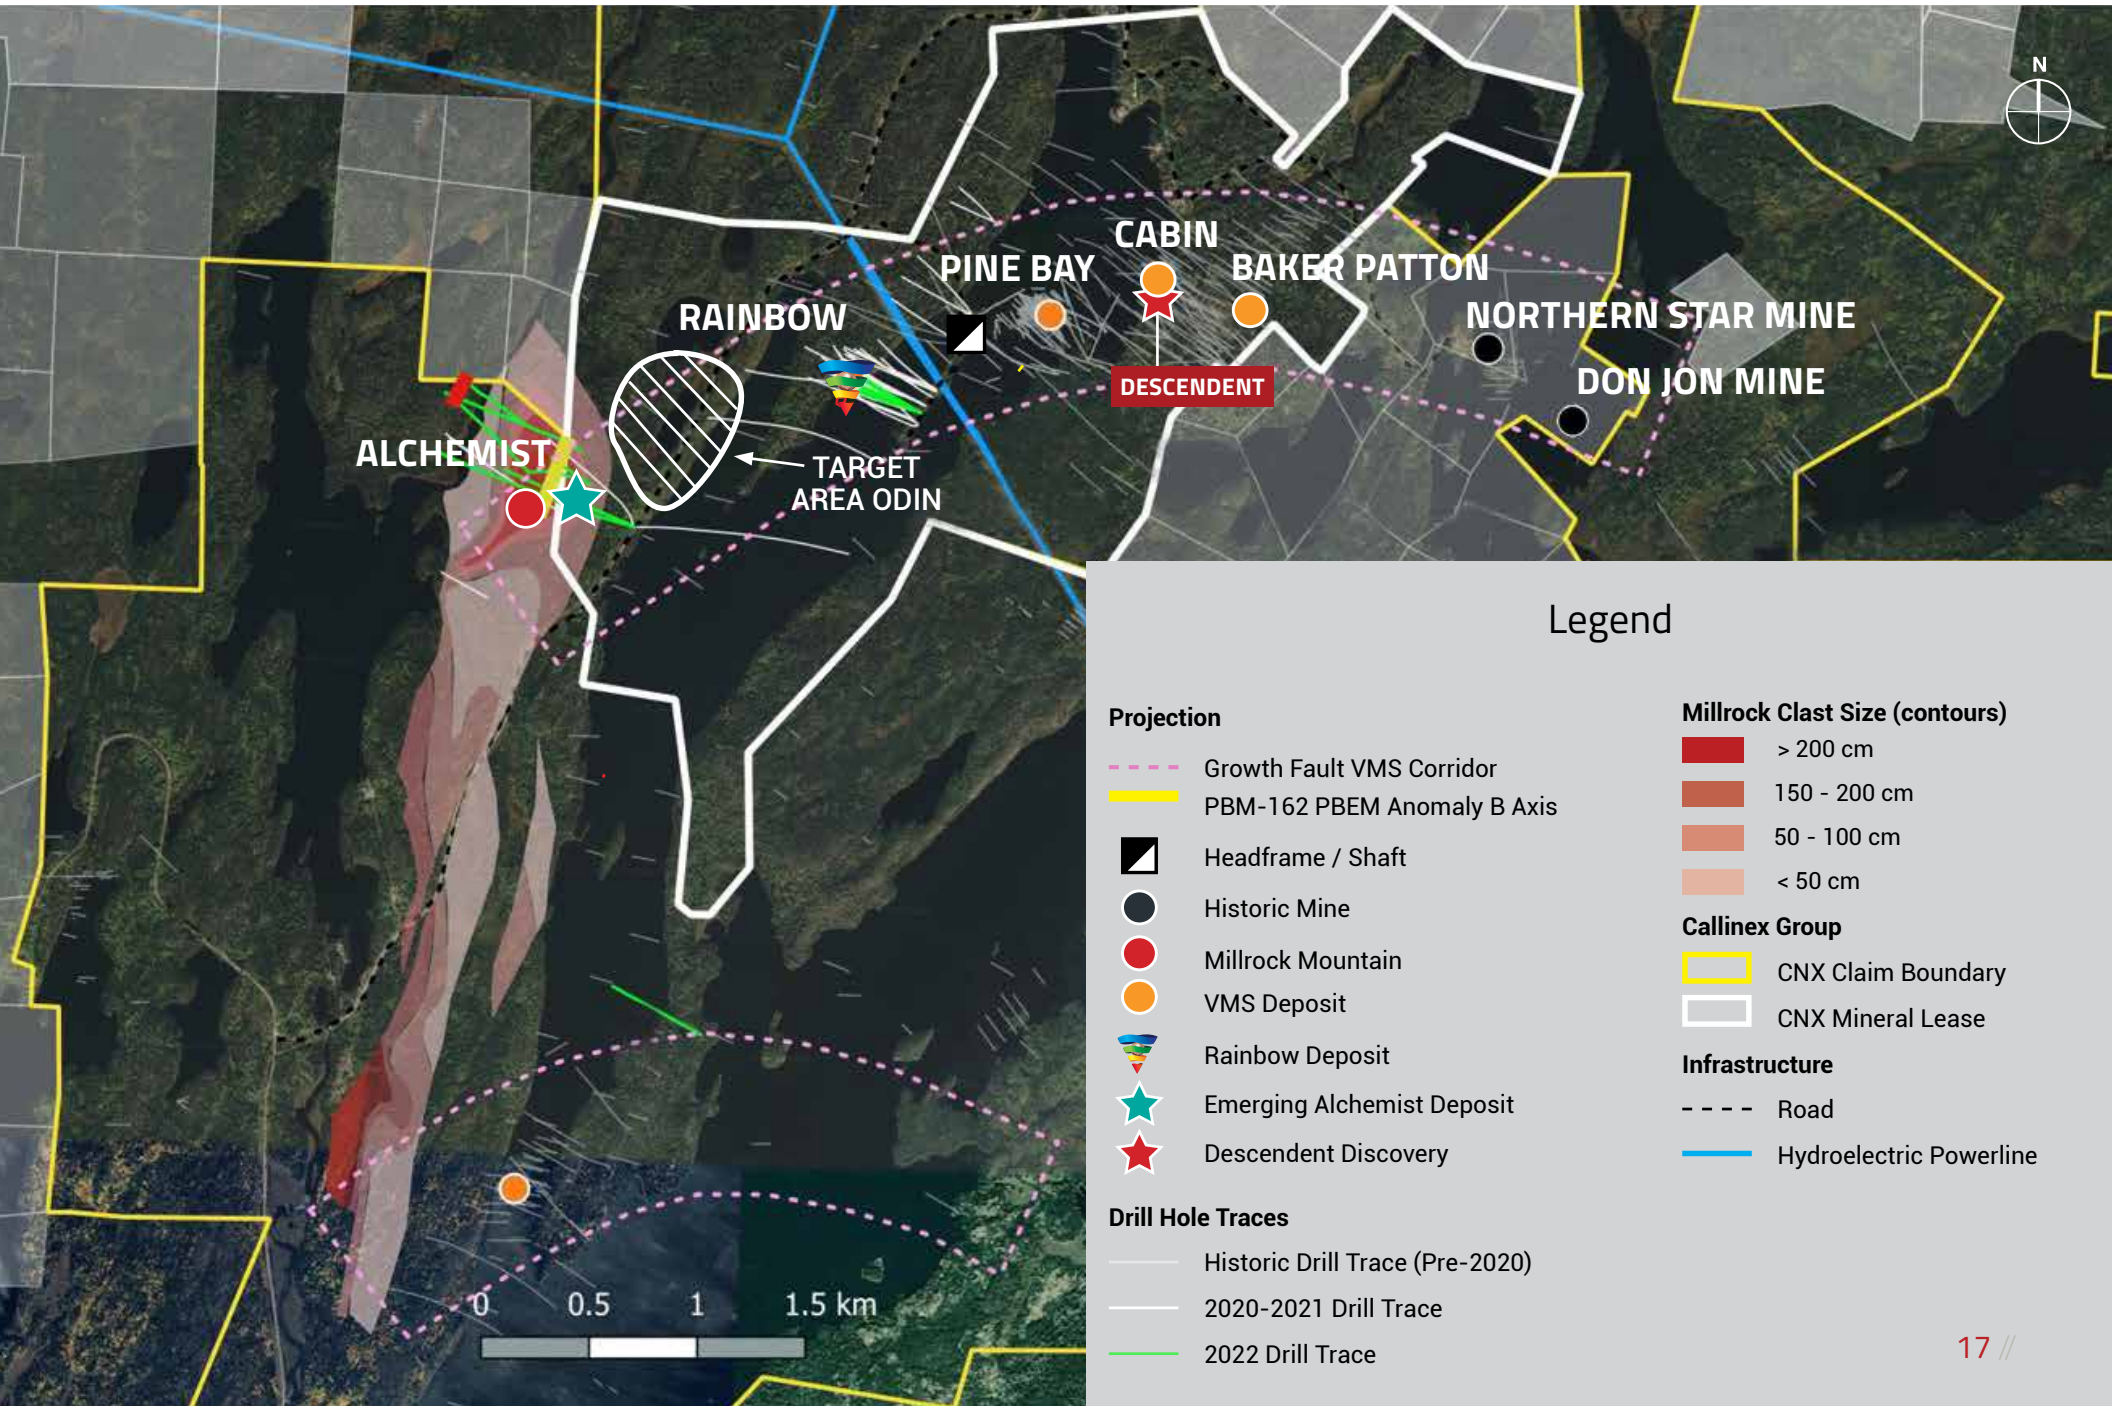 N
CABIN
PINE BAY
BAKER PATTON
RAINBOW
NORTHERN STAR MINE
DESCENDENT
DON JON MINE
ALCHEMIST
TARGET
AREA ODIN
Legend
Projection
Growth Fault VMS Corridor
PBM-162 PBEM Anomaly B Axis
Headframe / Shaft
Historic Mine
Millrock Mountain
VMS Deposit
Rainbow Deposit
Emerging Alchemist Deposit
Descendent Discovery
Drill Hole Traces
Historic Drill Trace (Pre-2020)
2020-2021 Drill Trace
2022 Drill Trace
Millrock Clast Size (contours)
> 200 cm
150 - 200 cm
50 - 100 cm
< 50 cm
Callinex Group
CNX Claim Boundary
CNX Mineral Lease
Infrastructure
Road
Hydroelectric Powerline
0 0.5 1 1.5 km
17 //